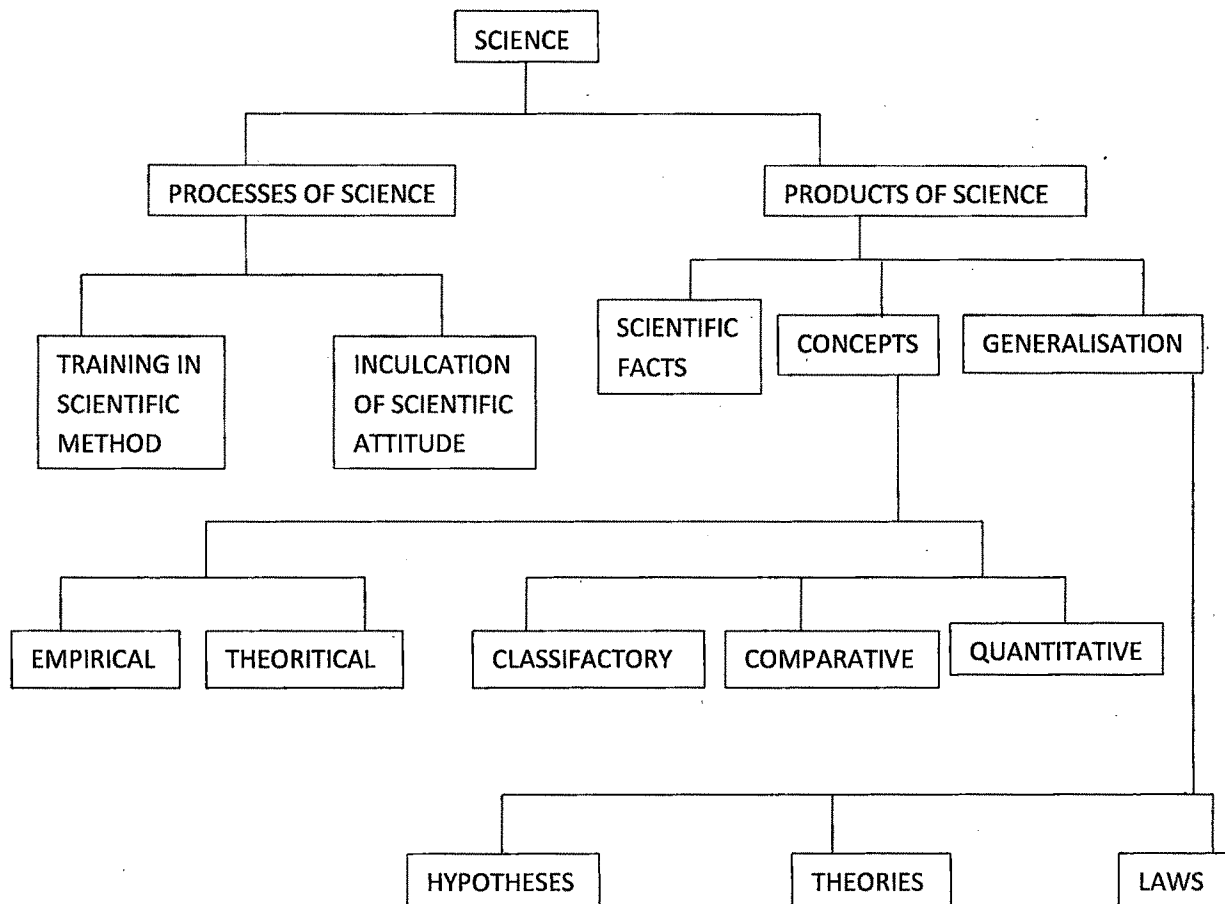 SCIENCE
PROCESSES OF SCIENCE
PRODUCTS OF SCIENCE
TRAINING IN
SCIENTIFIC
METHOD
INCULCATION
OF SCIENTIFIC
ATTITUDE
SCIENTIFIC
FACTS
CONCEPTS
GENERALISATION
EMPIRICAL
THEORITICAL
CLASSIFACTORY
COMPARATIVE
QUANTITATIVE
HYPOTHESES
THEORIES
LAWS